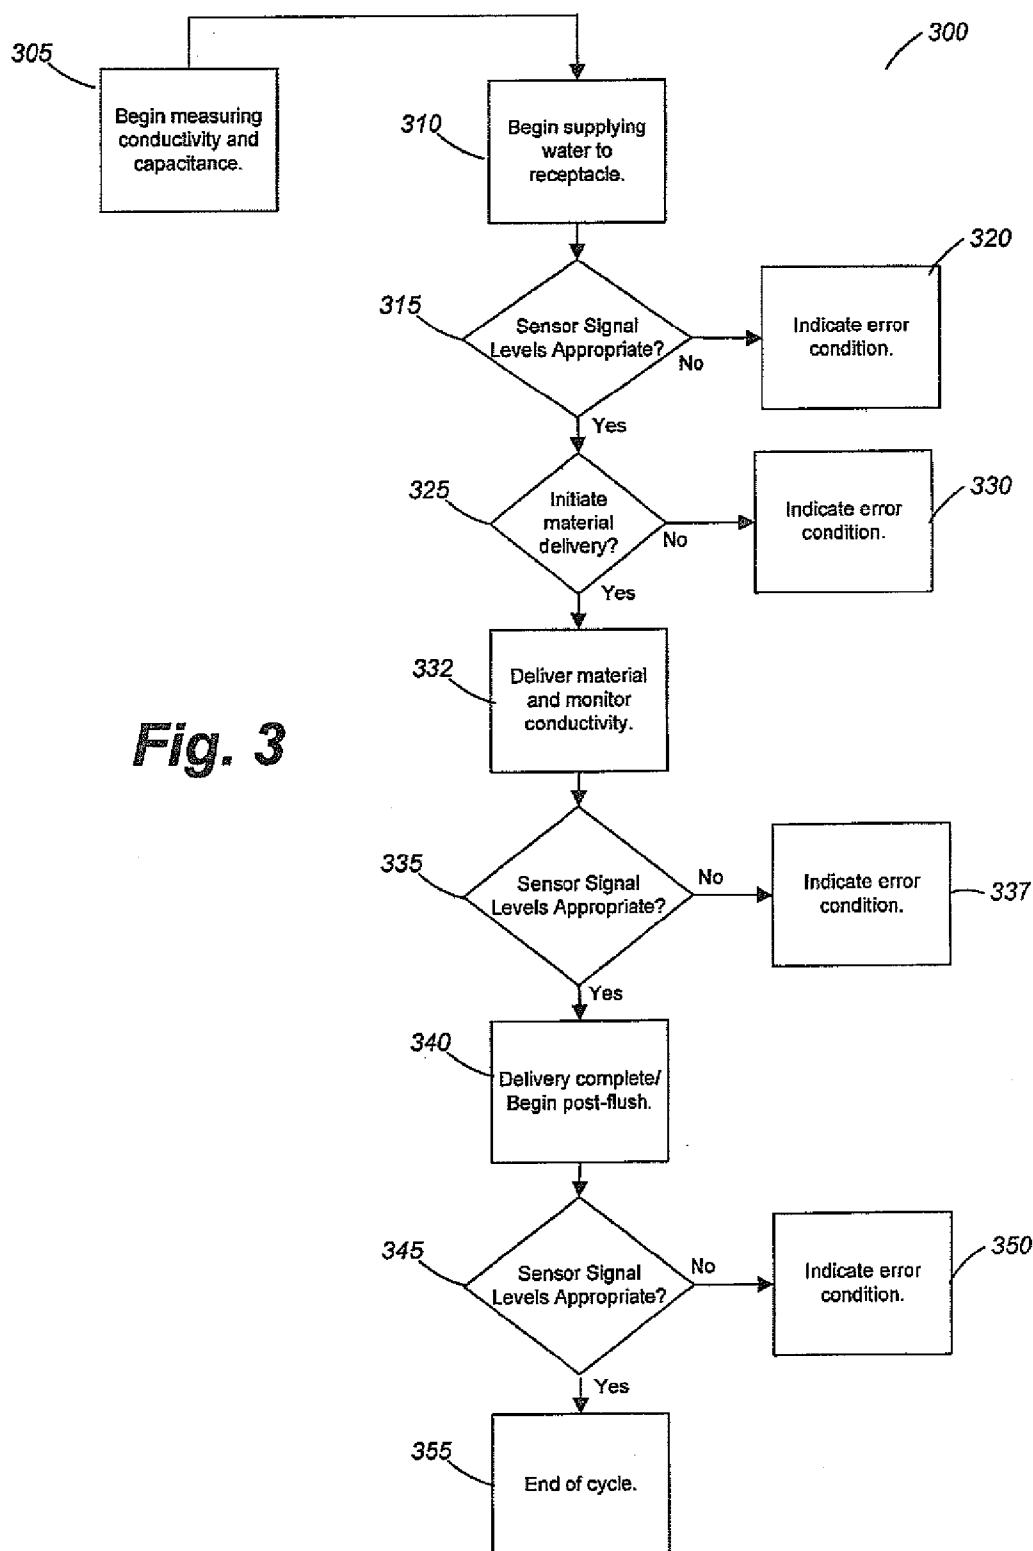 300
305
Begin measuring
conductivity and
capacitance.
310
Begin supplying
water to
receptacle.
315
Sensor Signal
Levels Appropriate?
No
Yes
320
Indicate error
condition.
325
Initiate
material
delivery?
No
Yes
330
Indicate error
condition.
332
Deliver material
and monitor
conductivity.
Fig. 3
335
Sensor Signal
Levels Appropriate?
No
Yes
337
Indicate error
condition.
340
Delivery complete/
Begin post-flush.
345
Sensor Signal
Levels Appropriate?
No
Yes
350
Indicate error
condition.
355
End of cycle.